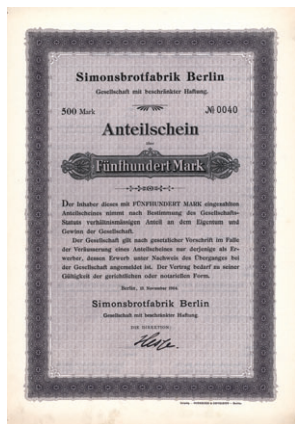 Simonsbrotfabrik Berlin
Gesellschaft mit beschränkter Haftung.
500 Mark
№ 0040
Anteilschein
über
Fünfhundert Mark
Der Inhaber dieses mit FÜNFHUNDERT MARK eingezahlten
Anteilscheines nimmt nach Bestimmung des Gesellschafts-
Statuts verhältnismässigen Anteil an dem Eigentum und
Gewinn der Gesellschaft.
Der Gesellschaft gilt nach gesetzlicher Vorschrift im Falle
der Veräusserung eines Anteilscheines nur derjenige als Er-
werber, dessen Erwerb unter Nachweis des Überganges bei
der Gesellschaft angemeldet ist. Der Vertrag bedarf zu seiner
Gültigkeit der gerichtlichen oder notariellen Form.
Berlin, November 1904.
Simonsbrotfabrik Berlin
Gesellschaft mit beschränkter Haftung.
DIE DIREKTION: